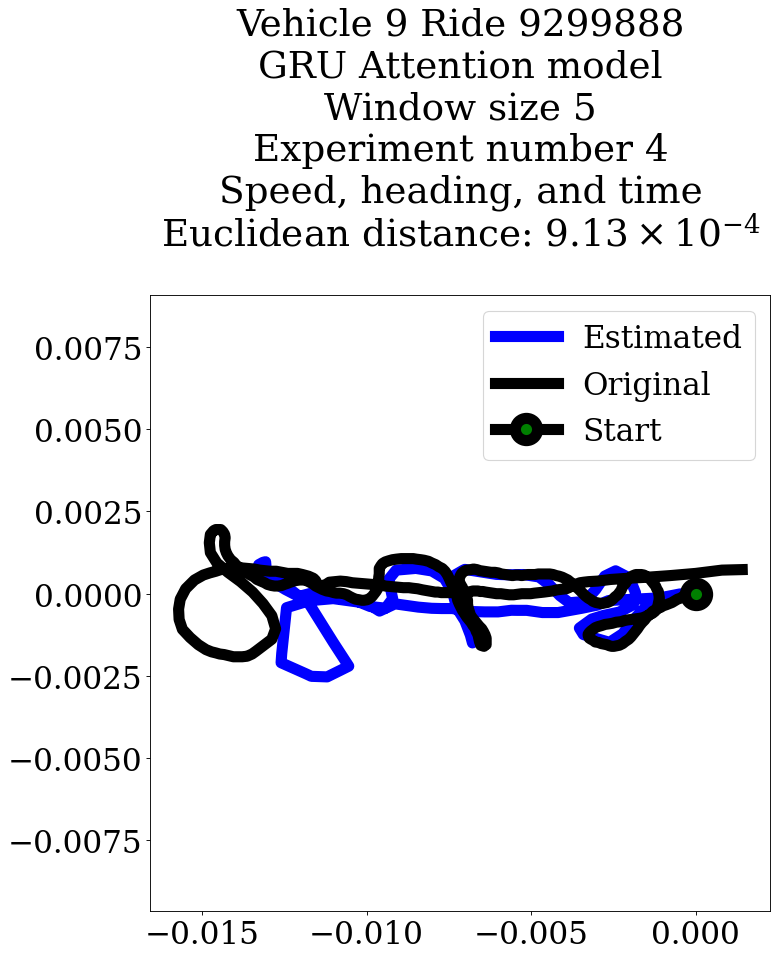 Vehicle 9 Ride 9299888
GRU Attention model
Window size 5
Experiment number 4
Speed, heading, and time
Euclidean distance: 9.13 × 10⁻⁴
Estimated
Original
Start
0.0075
0.0050
0.0025
0.0000
−0.0025
−0.0050
−0.0075
−0.015
−0.010
−0.005
0.000